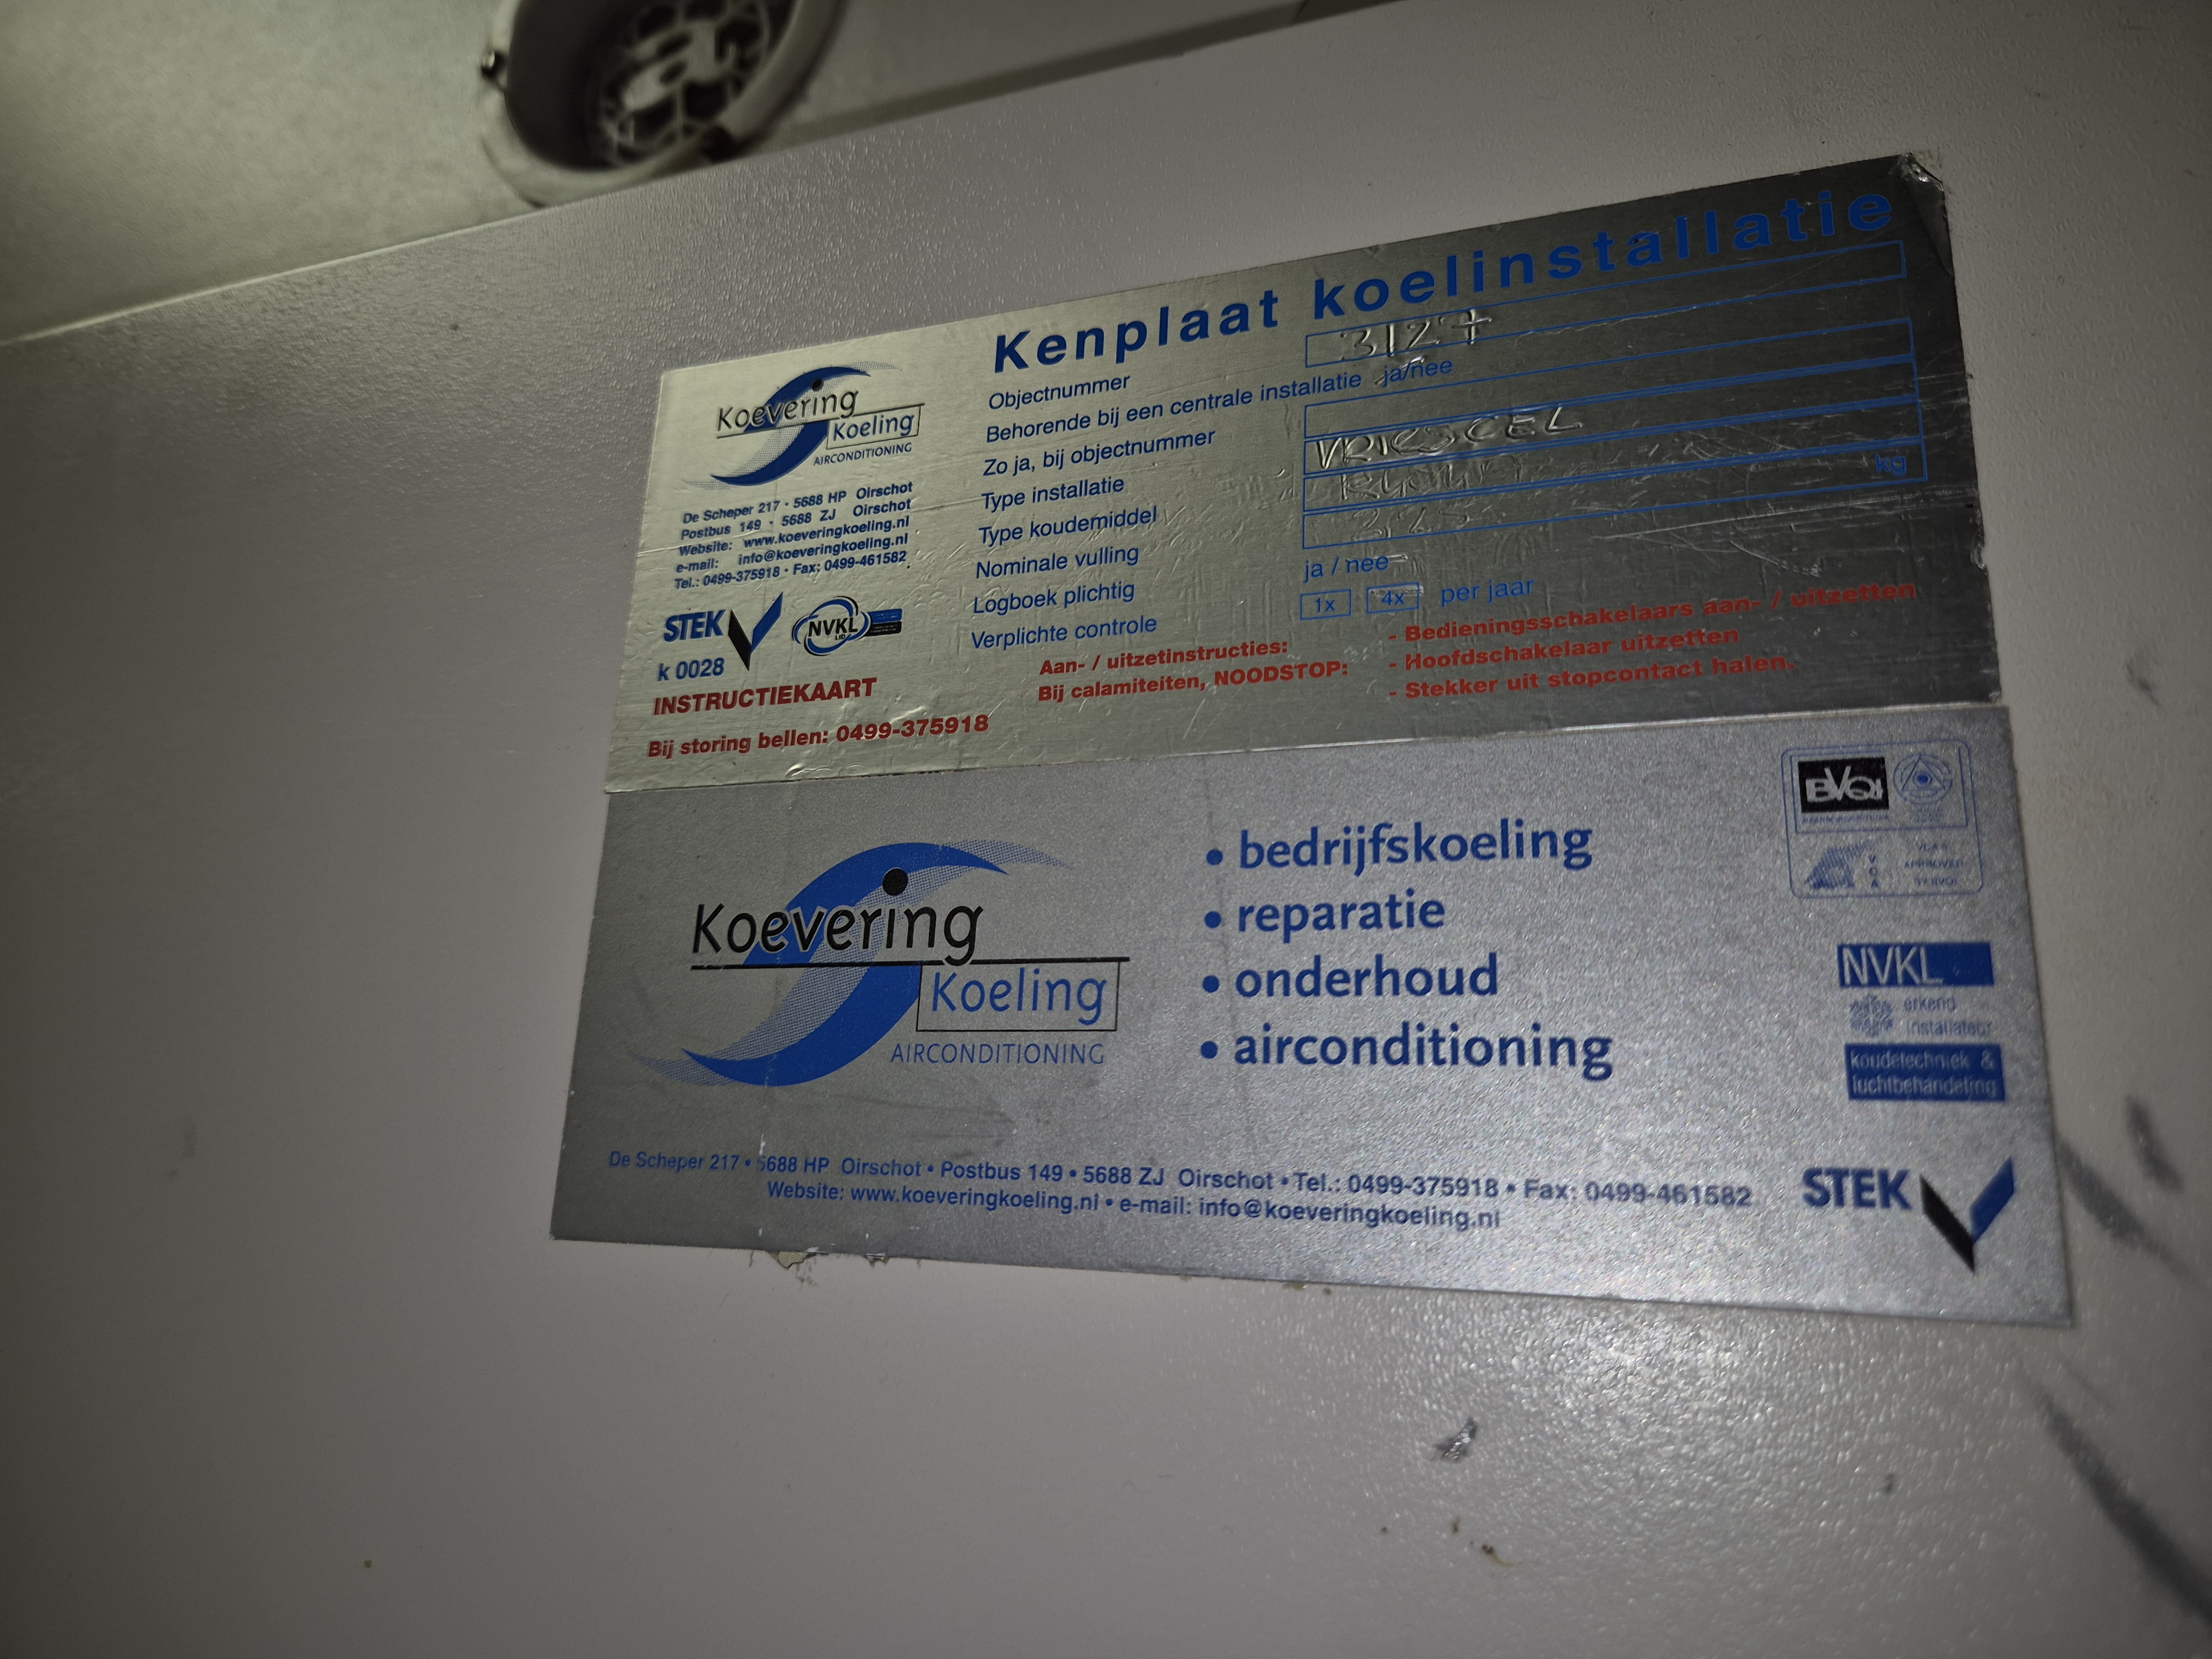 Kenplaat koelinstallatie
Koevering
Koeling
AIRCONDITIONING
De Scheper 217 · 5688 HP Oirschot
Postbus 149 · 5688 ZJ Oirschot
Website: www.koeveringkoeling.nl
e-mail: info@koeveringkoeling.nl
Tel.: 0499-375918 · Fax: 0499-461582
STEK
k 0028
NVKL
INSTRUCTIEKAART
Bij storing bellen: 0499-375918
Objectnummer 3127
Behorende bij een centrale installatie ja/nee
Zo ja, bij objectnummer
Type installatie VRIESCEL
Type koudemiddel
Nominale vulling kg
Logboek plichtig ja / nee
Verplichte controle 1x 4x per jaar
Aan- / uitzetinstructies: - Bedieningsschakelaars aan- / uitzetten
Bij calamiteiten, NOODSTOP: - Hoofdschakelaar uitzetten
- Stekker uit stopcontact halen.
Koevering
Koeling
AIRCONDITIONING
• bedrijfskoeling
• reparatie
• onderhoud
• airconditioning
BVQI
VCA
NVKL
erkend
installateur
koudetechniek &
luchtbehandeling
STEK
De Scheper 217 • 5688 HP Oirschot • Postbus 149 • 5688 ZJ Oirschot • Tel.: 0499-375918 • Fax: 0499-461582
Website: www.koeveringkoeling.nl • e-mail: info@koeveringkoeling.nl